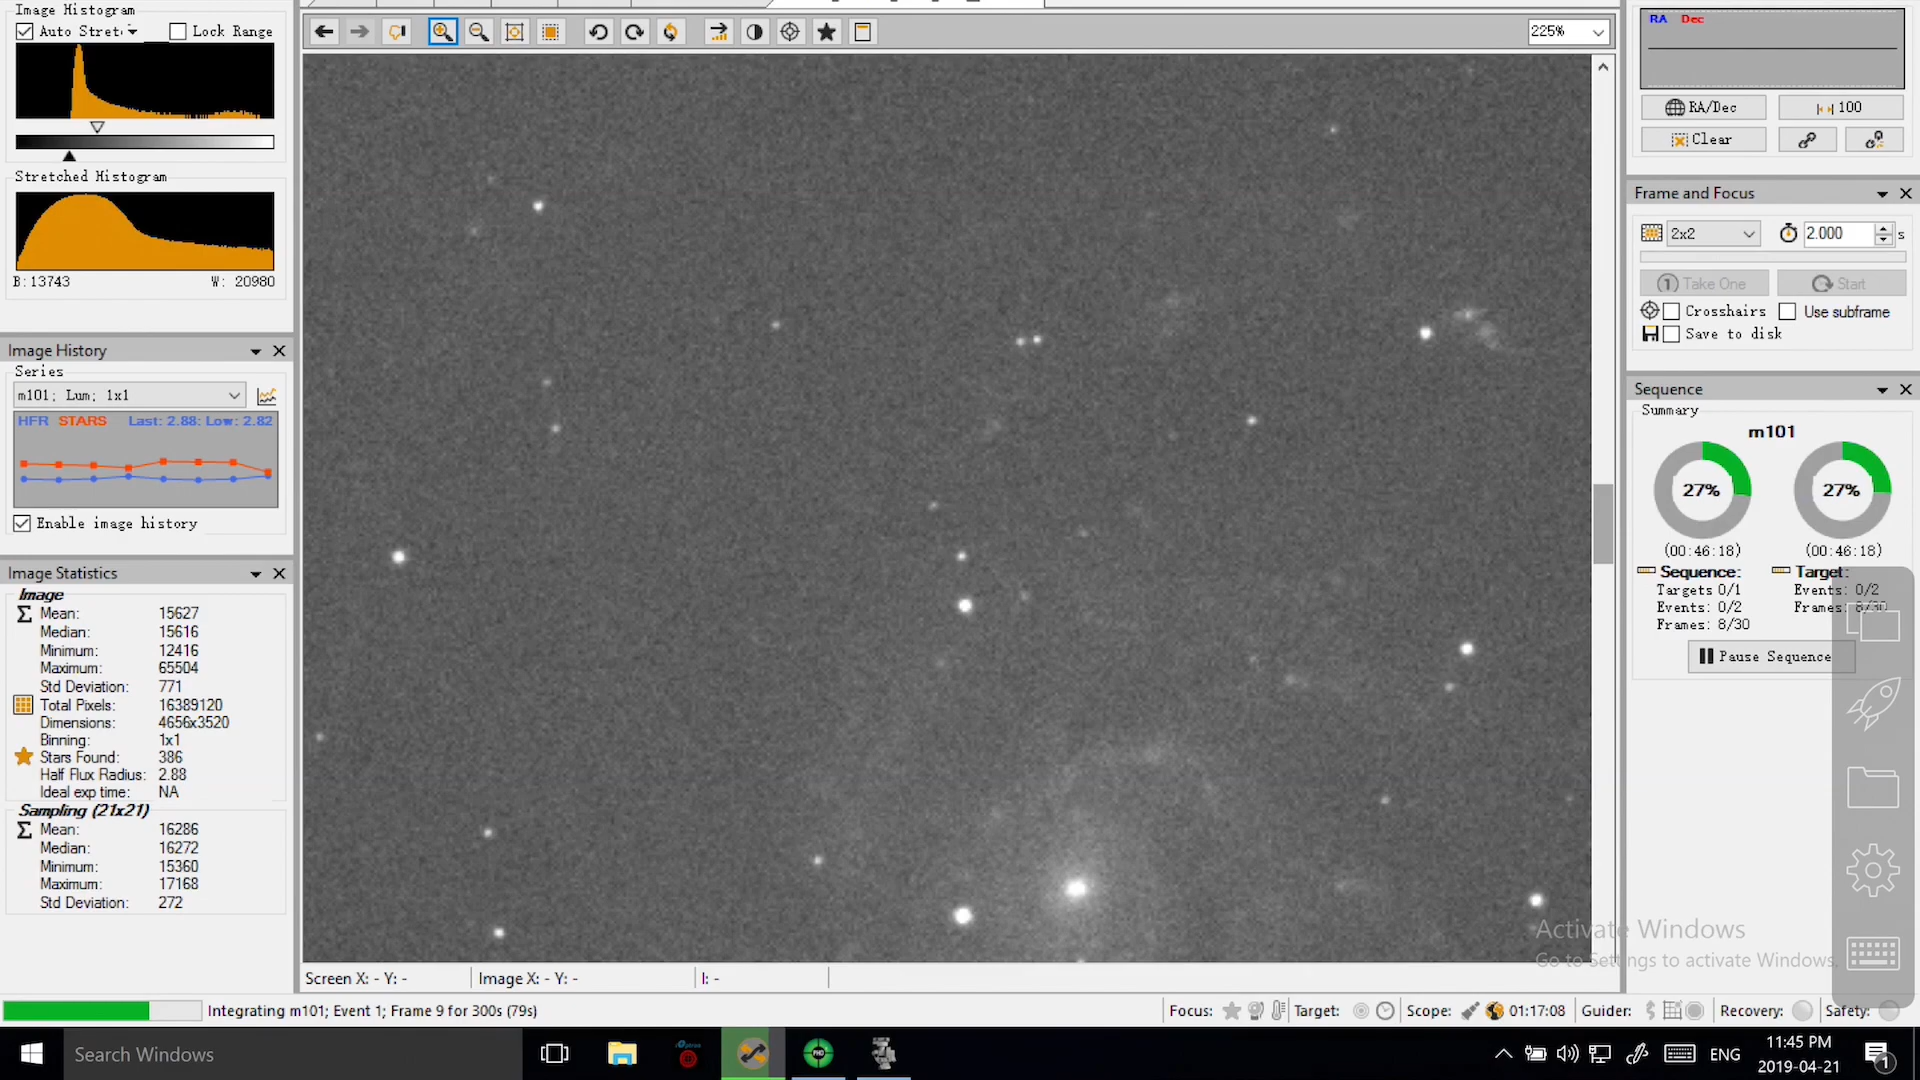 Image Histogram
Auto Stret
Lock Range
Stretched Histogram
B:13743
W: 20980
Image History
Series
m101; Lum; 1x1
HFR STARS Last: 2.88: Low: 2.82
Enable image history
Image Statistics
Image
Σ Mean: 15627
Median: 15616
Minimum: 12416
Maximum: 65504
Std Deviation: 771
Total Pixels: 16389120
Dimensions: 4656x3520
Binning: 1x1
Stars Found: 386
Half Flux Radius: 2.88
Ideal exp time: NA
Sampling (21x21)
Σ Mean: 16286
Median: 16272
Minimum: 15360
Maximum: 17168
Std Deviation: 272
225%
Screen X: - Y: -
Image X: - Y: -
I: -
RA Dec
RA/Dec
100
Clear
Frame and Focus
2x2
2.000 s
1 Take One
Start
Crosshairs
Use subframe
Save to disk
Sequence
Summary
m101
27%
27%
(00:46:18)
(00:46:18)
Sequence:
Targets 0/1
Events: 0/2
Frames: 8/30
Target:
Events: 0/2
Frames: 8/30
Pause Sequence
Activate Windows
Go to Settings to activate Windows.
Integrating m101; Event 1; Frame 9 for 300s (79s)
Focus:
Target:
Scope:
01:17:08
Guider:
Recovery:
Safety:
Search Windows
PHD
ENG
11:45 PM
2019-04-21
1